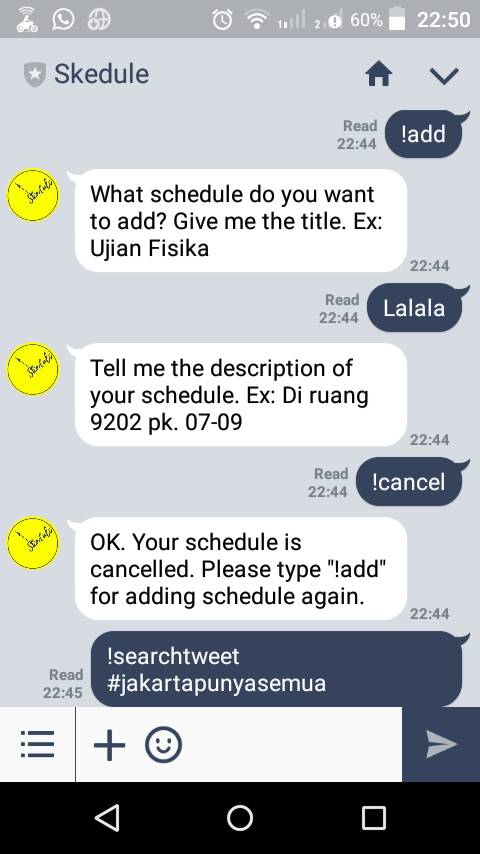 60% 22:50
Skedule
Read
22:44
!add
What schedule do you want
to add? Give me the title. Ex:
Ujian Fisika
22:44
Read
22:44
Lalala
Tell me the description of
your schedule. Ex: Di ruang
9202 pk. 07-09
22:44
Read
22:44
!cancel
OK. Your schedule is
cancelled. Please type "!add"
for adding schedule again.
22:44
Read
22:45
!searchtweet
#jakartapunyasemua